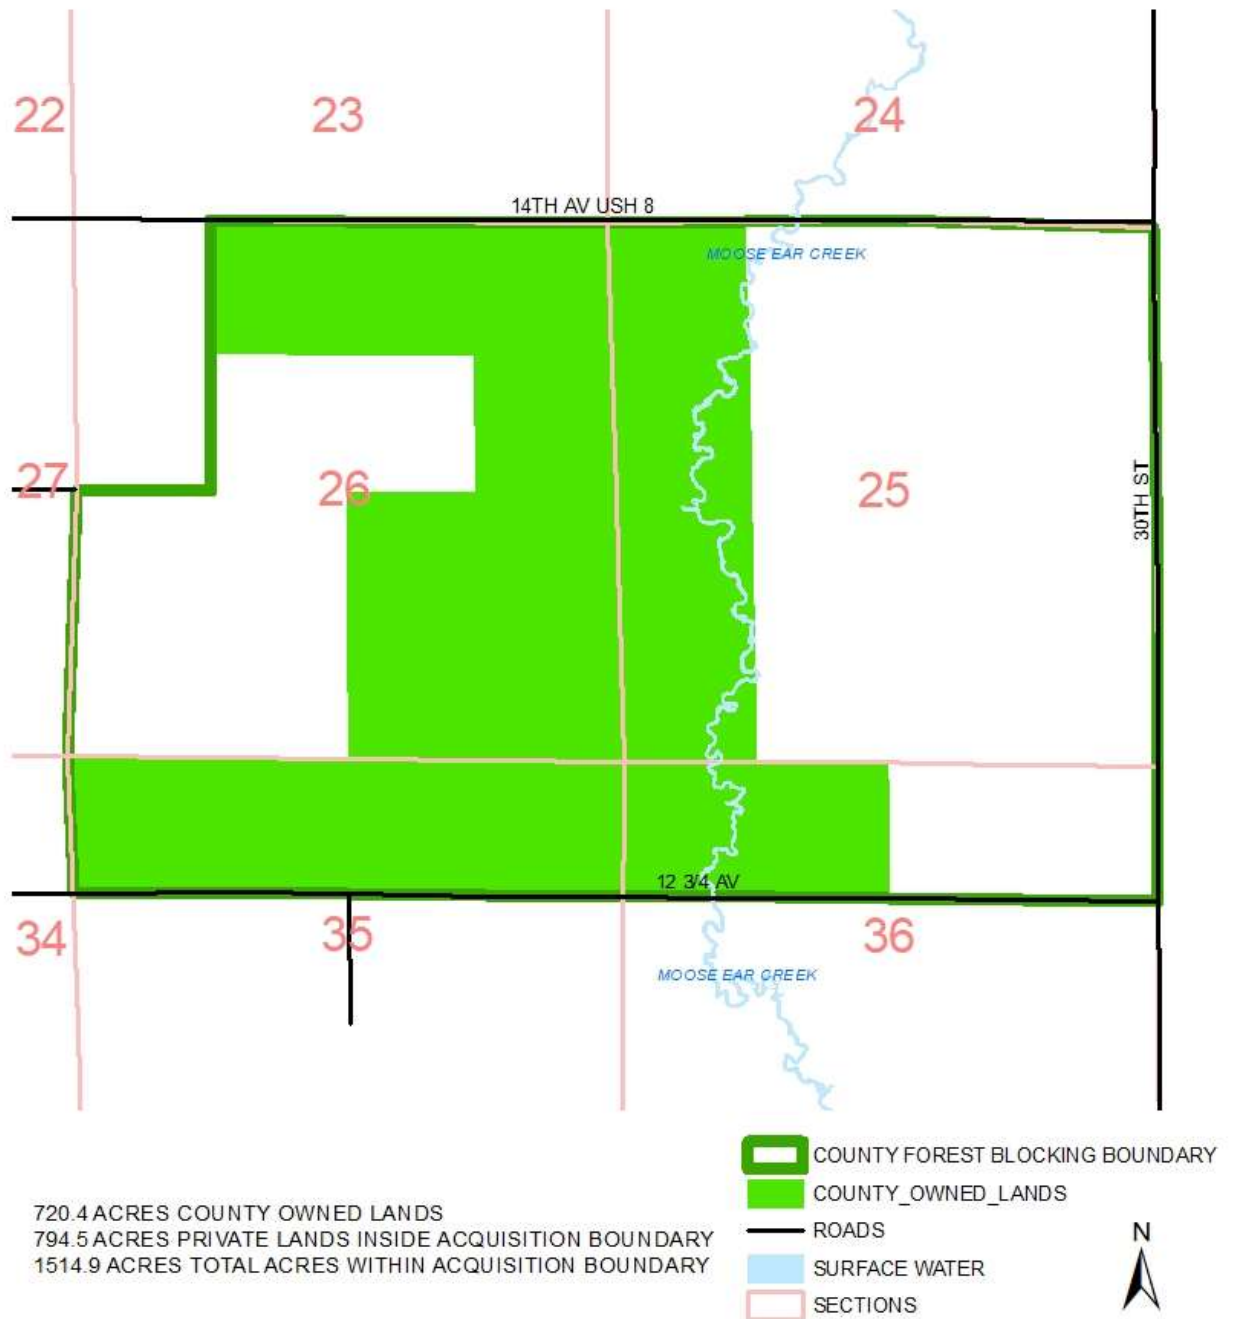 22
23
24
14TH AV USH 8
MOOSE EAR CREEK
27
26
25
30TH ST
12 3/4 AV
34
35
36
MOOSE EAR CREEK
COUNTY FOREST BLOCKING BOUNDARY
COUNTY_OWNED_LANDS
ROADS
SURFACE WATER
SECTIONS
720.4 ACRES COUNTY OWNED LANDS
794.5 ACRES PRIVATE LANDS INSIDE ACQUISITION BOUNDARY
1514.9 ACRES TOTAL ACRES WITHIN ACQUISITION BOUNDARY
N